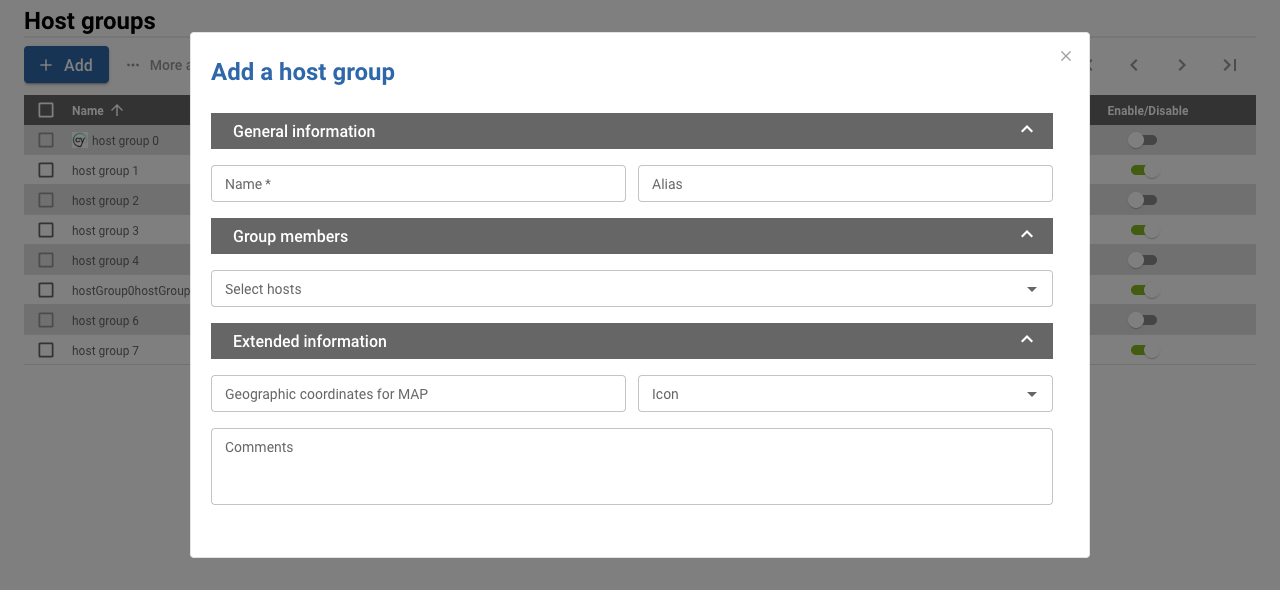 Host groups
Add
More a
Name
Enable/Disable
host group 0
host group 1
host group 2
host group 3
host group 4
hostGroup0hostGroup
host group 6
host group 7
Add a host group
General information
Name *
Alias
Group members
Select hosts
Extended information
Geographic coordinates for MAP
Icon
Comments